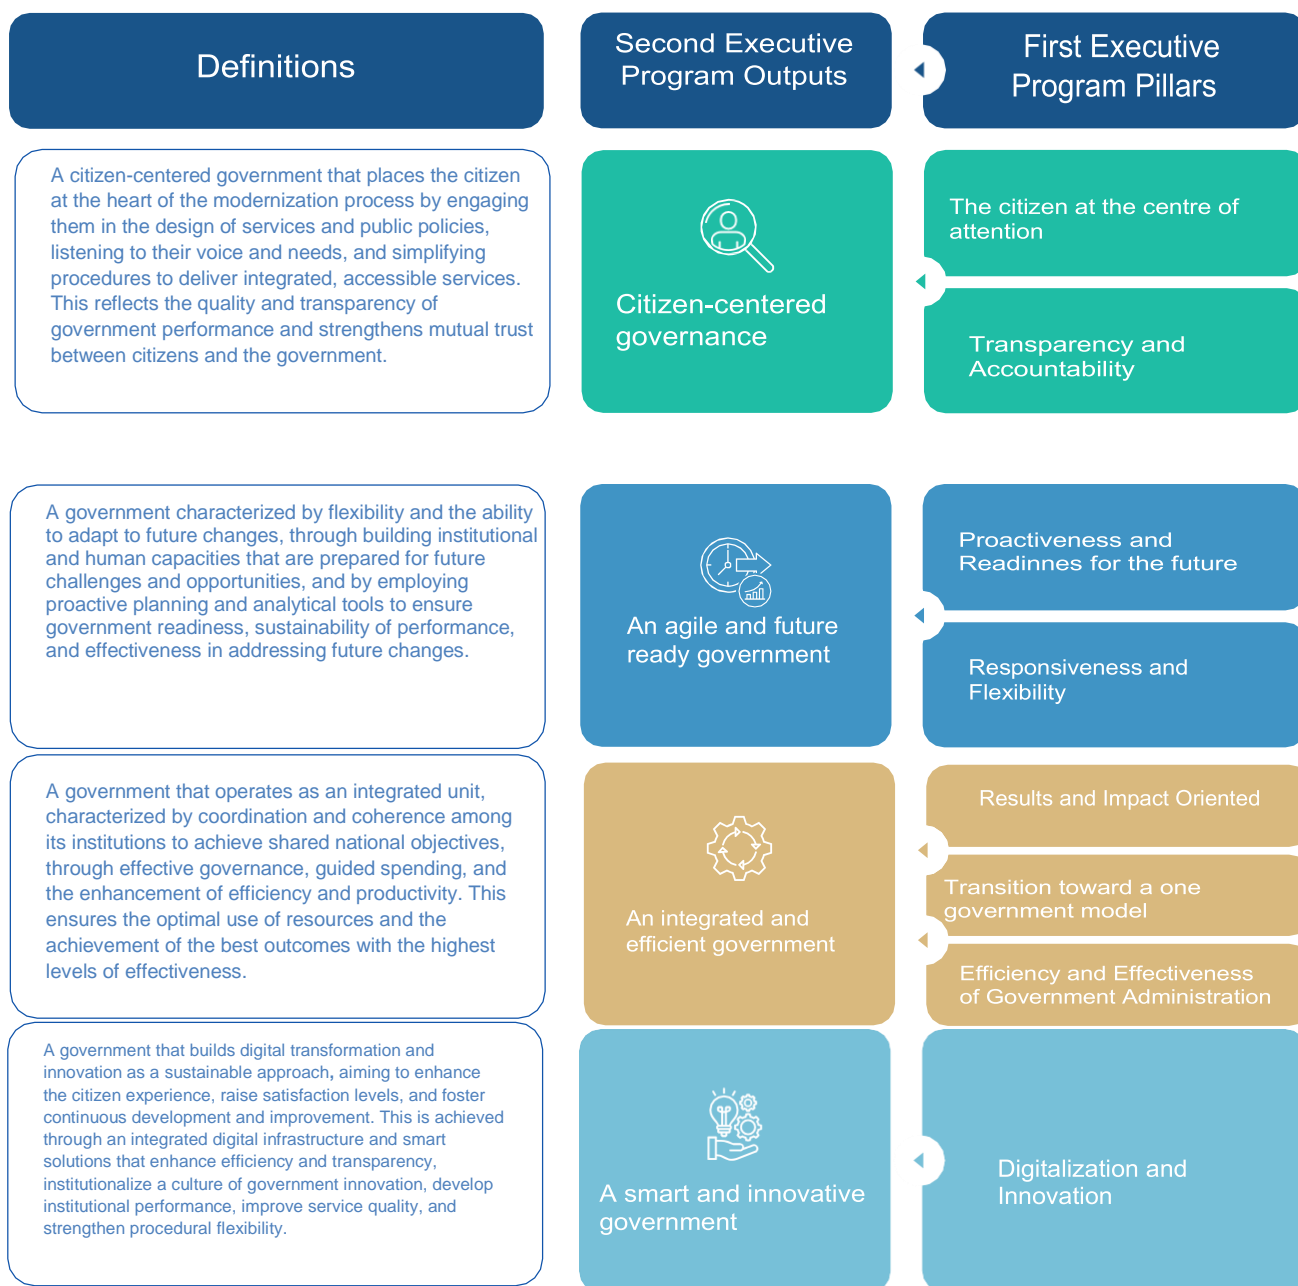 Definitions
Second Executive
Program Outputs
First Executive
Program Pillars
A citizen-centered government that places the citizen
at the heart of the modernization process by engaging
them in the design of services and public policies,
listening to their voice and needs, and simplifying
procedures to deliver integrated, accessible services.
This reflects the quality and transparency of
government performance and strengthens mutual trust
between citizens and the government.
Citizen-centered
governance
The citizen at the centre of
attention
Transparency and
Accountability
A government characterized by flexibility and the ability
to adapt to future changes, through building institutional
and human capacities that are prepared for future
challenges and opportunities, and by employing
proactive planning and analytical tools to ensure
government readiness, sustainability of performance,
and effectiveness in addressing future changes.
An agile and future
ready government
Proactiveness and
Readinnes for the future
Responsiveness and
Flexibility
A government that operates as an integrated unit,
characterized by coordination and coherence among
its institutions to achieve shared national objectives,
through effective governance, guided spending, and
the enhancement of efficiency and productivity. This
ensures the optimal use of resources and the
achievement of the best outcomes with the highest
levels of effectiveness.
An integrated and
efficient government
Results and Impact Oriented
Transition toward a one
government model
Efficiency and Effectiveness
of Government Administration
A government that builds digital transformation and
innovation as a sustainable approach, aiming to enhance
the citizen experience, raise satisfaction levels, and foster
continuous development and improvement. This is achieved
through an integrated digital infrastructure and smart
solutions that enhance efficiency and transparency,
institutionalize a culture of government innovation, develop
institutional performance, improve service quality, and
strengthen procedural flexibility.
A smart and innovative
government
Digitalization and
Innovation